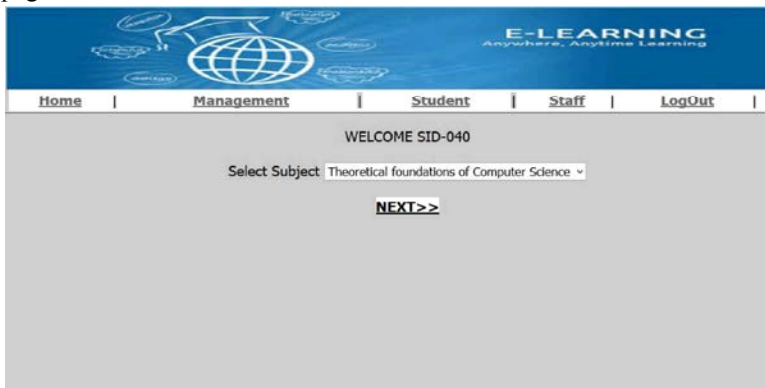 E-LEARNING
Anywhere, Anytime Learning
Home | Management | Student | Staff | LogOut |
WELCOME SID-040
Select Subject Theoretical foundations of Computer Science
NEXT>>